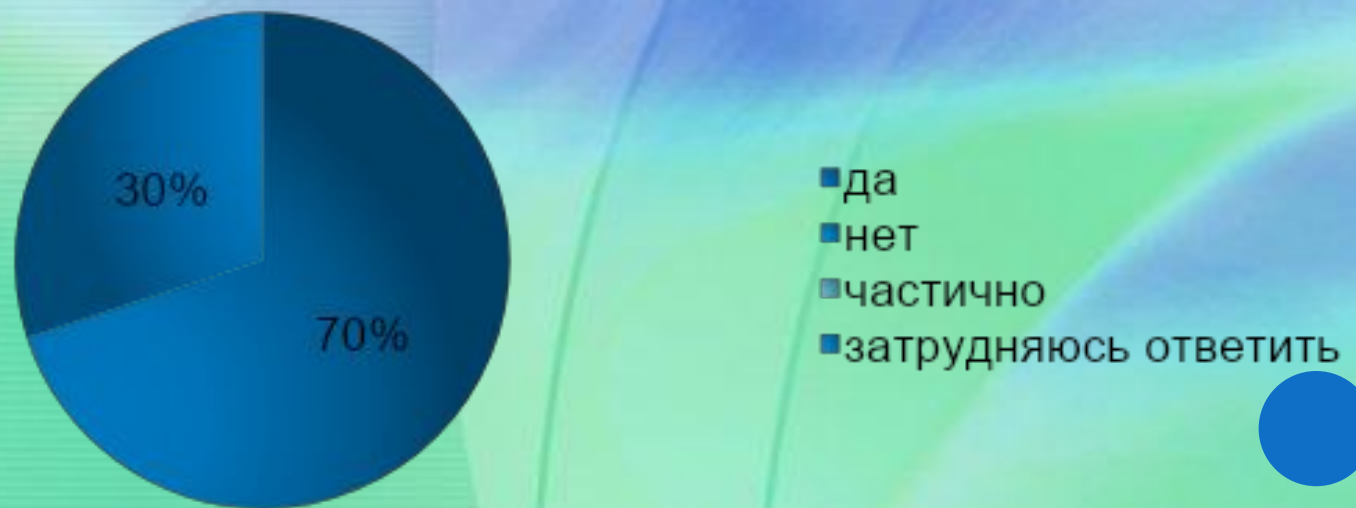 30%
70%
да
нет
частично
затрудняюсь ответить